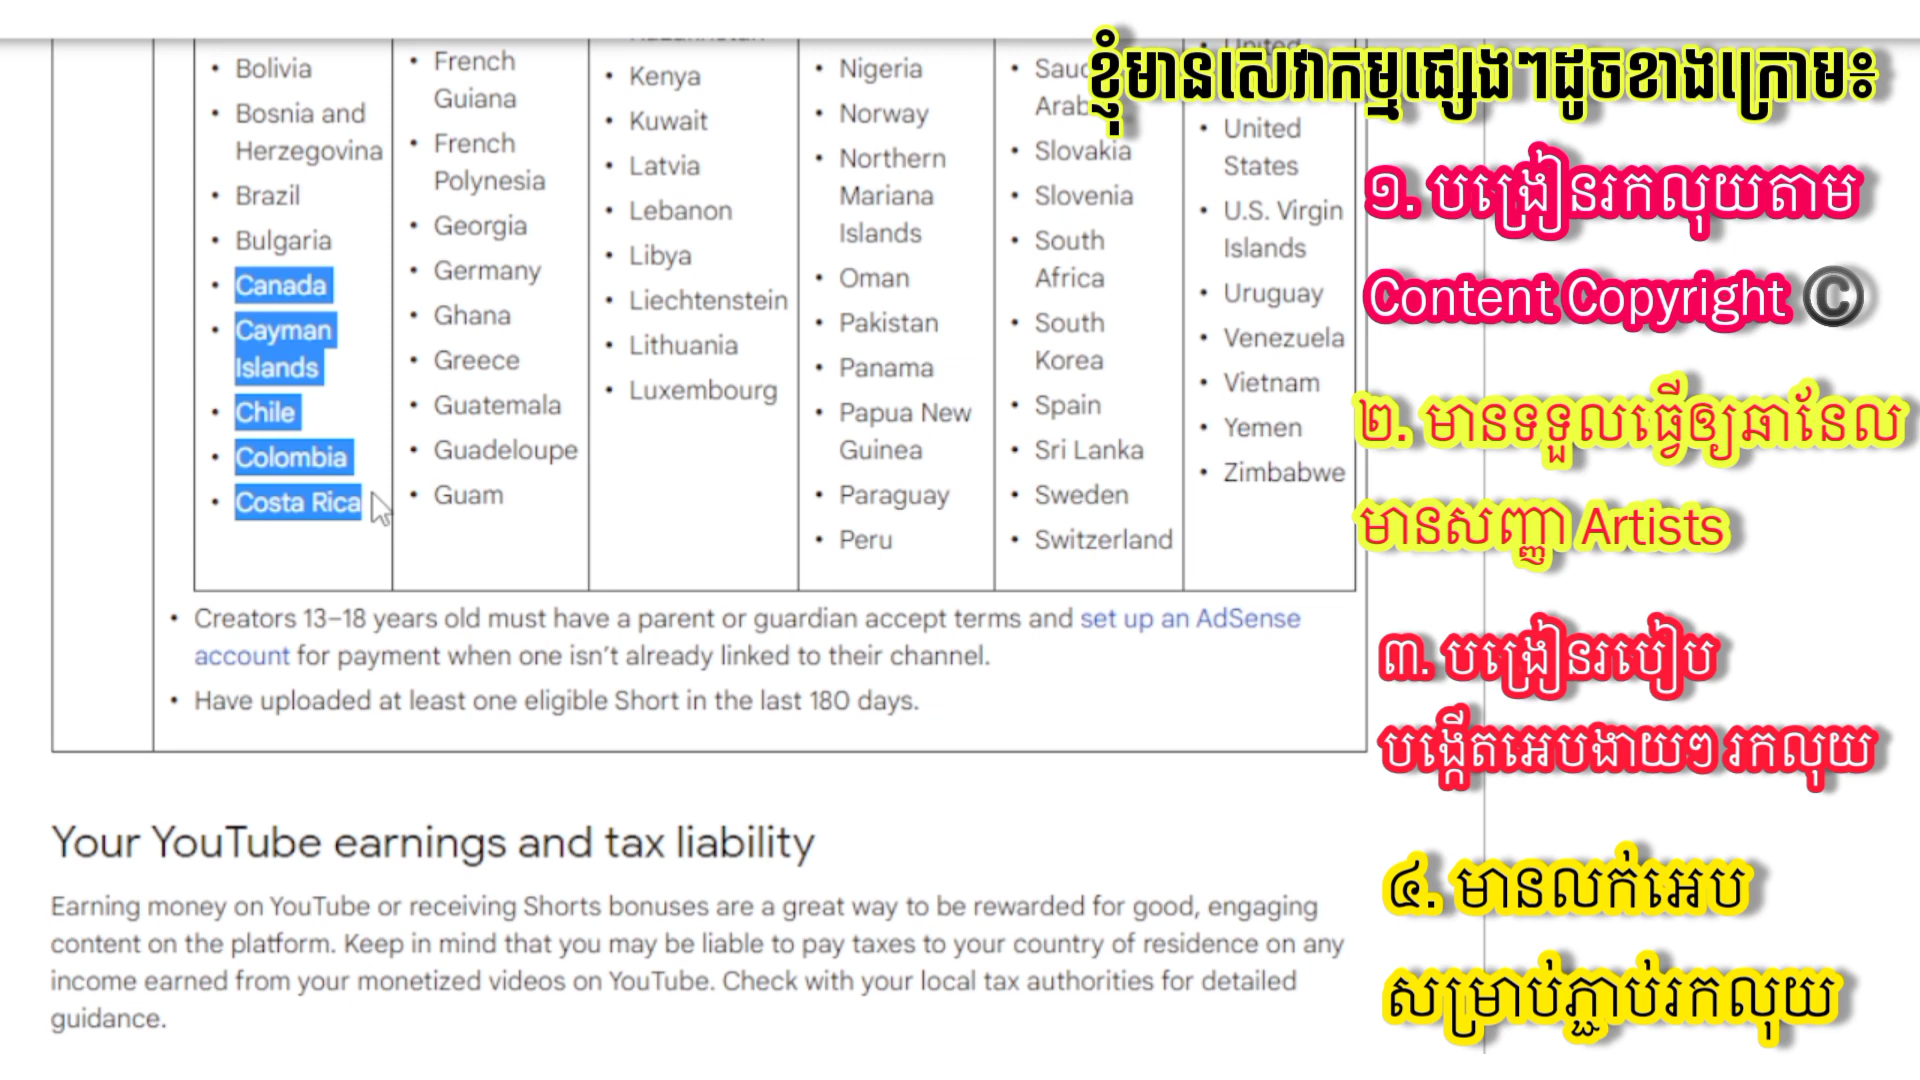 Bolivia
Bosnia and
Herzegovina
Brazil
Bulgaria
Canada
Cayman
Islands
Chile
Colombia
Costa Rica
French
Guiana
French
Polynesia
Georgia
Germany
Ghana
Greece
Guatemala
Guadeloupe
Guam
Kenya
Kuwait
Latvia
Lebanon
Libya
Liechtenstein
Lithuania
Luxembourg
Nigeria
Norway
Northern
Mariana
Islands
Oman
Pakistan
Panama
Papua New
Guinea
Paraguay
Peru
Slovakia
Slovenia
South
Africa
South
Korea
Spain
Sri Lanka
Sweden
Switzerland
United
States
U.S. Virgin
Islands
Uruguay
Venezuela
Vietnam
Yemen
Zimbabwe
Creators 13–18 years old must have a parent or guardian accept terms and set up an AdSense
account for payment when one isn't already linked to their channel.
Have uploaded at least one eligible Short in the last 180 days.
Your YouTube earnings and tax liability
Earning money on YouTube or receiving Shorts bonuses are a great way to be rewarded for good, engaging
content on the platform. Keep in mind that you may be liable to pay taxes to your country of residence on any
income earned from your monetized videos on YouTube. Check with your local tax authorities for detailed
guidance.
ខ្ញុំមានសេវាកម្មផ្សេងៗដូចខាងក្រោម៖
១. បង្រៀនរកលុយតាម
Content Copyright ©
២. មានទទួលធ្វើឲ្យឆានែល
មានសញ្ញា Artists
៣. បង្រៀនរបៀប
បង្កើតអេបងាយៗ រកលុយ
៤. មានលក់អេប
សម្រាប់ភ្ជាប់រកលុយ